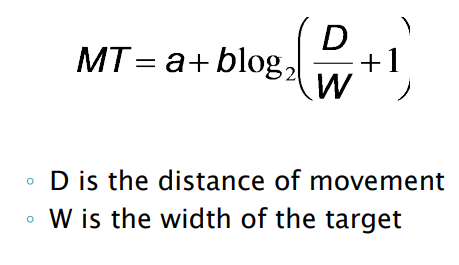 MT = a + b log₂(D/W + 1)
◦ D is the distance of movement
◦ W is the width of the target